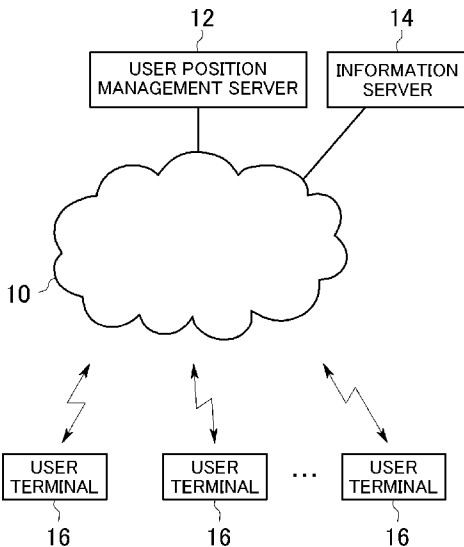 12
14
USER POSITION
MANAGEMENT SERVER
INFORMATION
SERVER
10
USER
TERMINAL
USER
TERMINAL
...
USER
TERMINAL
16
16
16